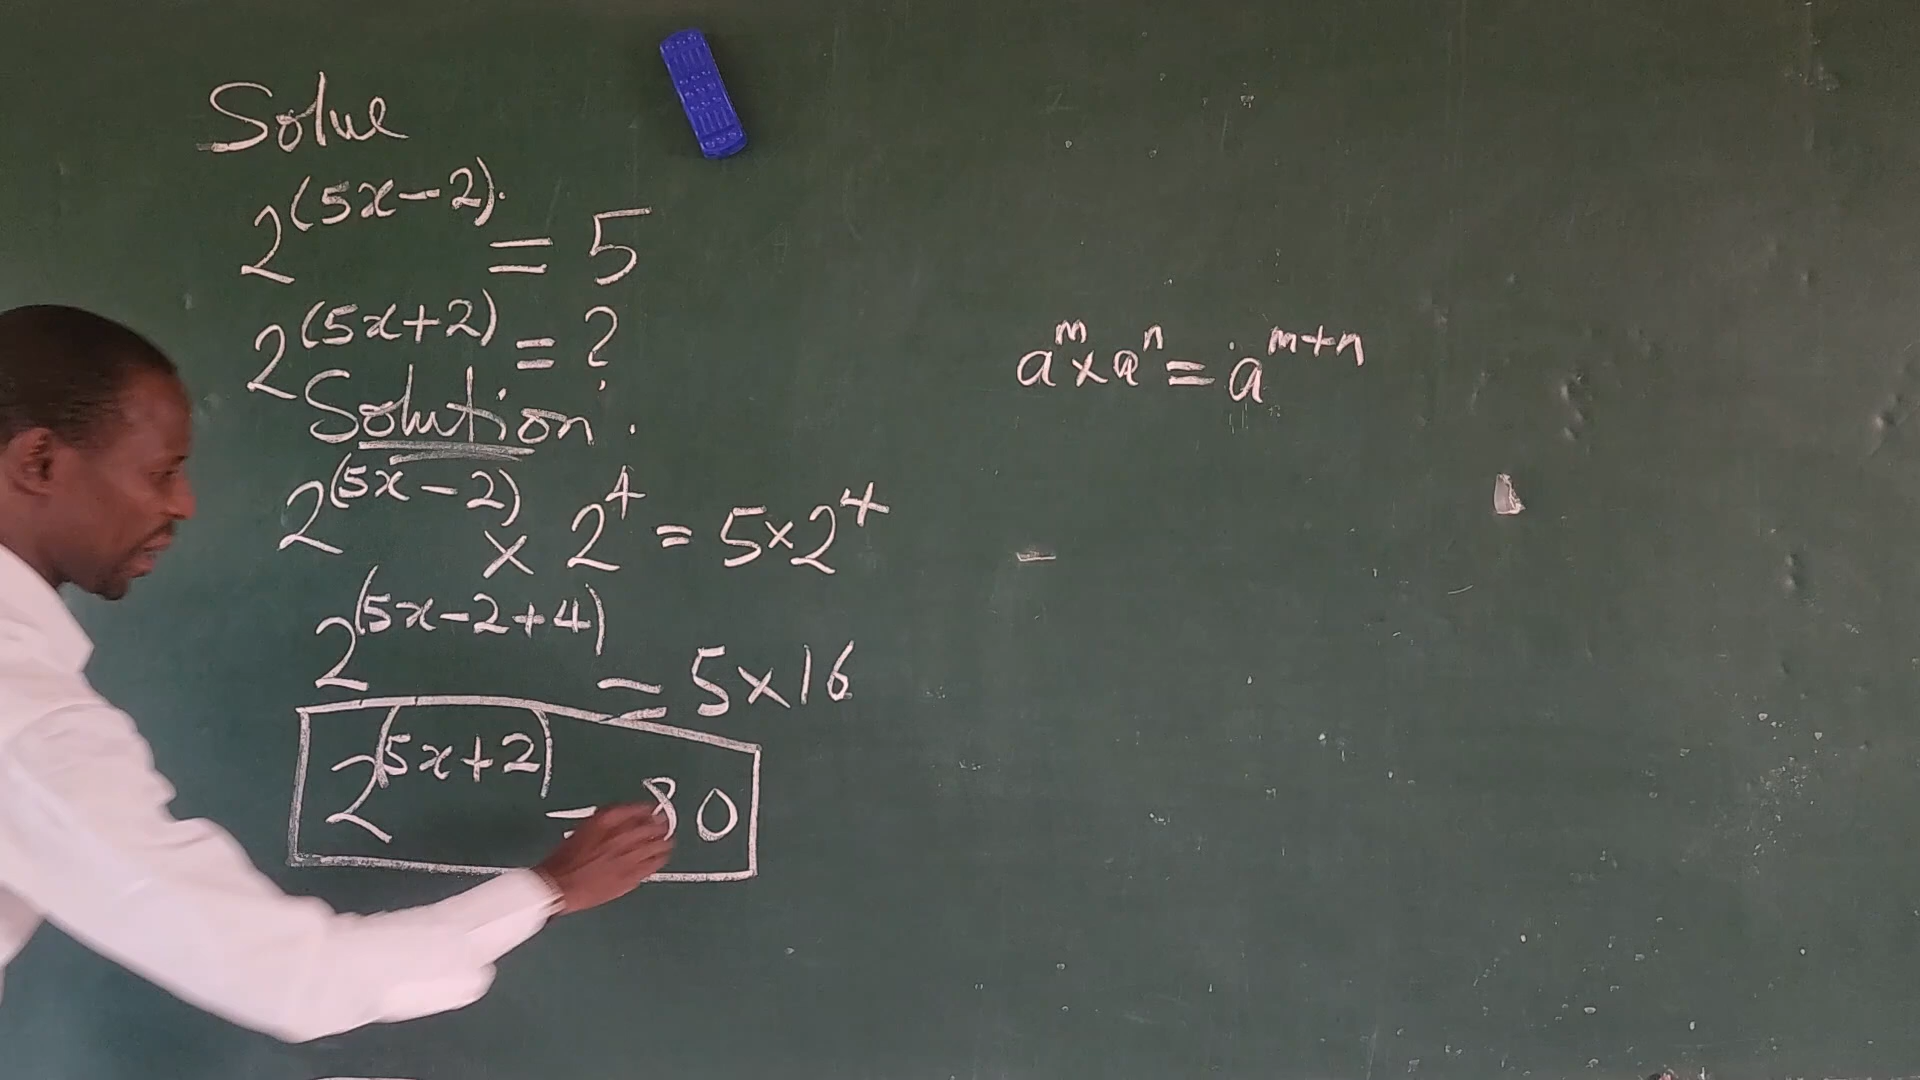 Solve
2^(5x-2) = 5
2^(5x+2) = ?
Solution.
2^(5x-2) × 2^4 = 5×2^4
2^(5x-2+4) = 5×16
2^(5x+2) = 80
a^m × a^n = a^m+n